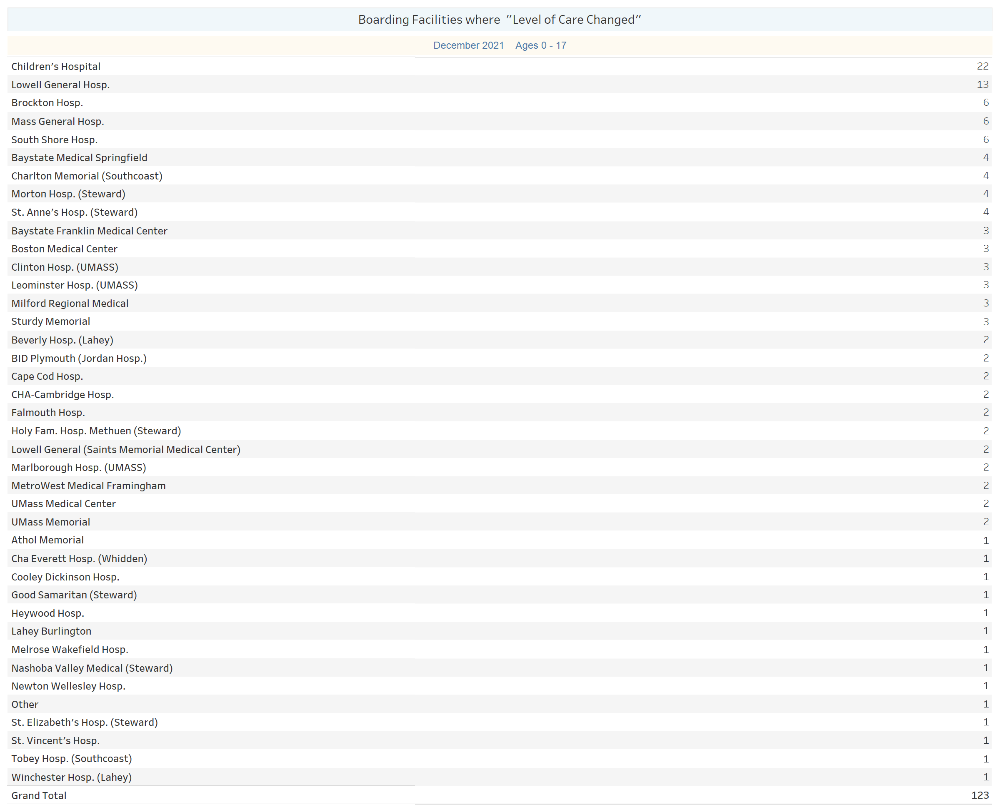 Boarding Facilities where "Level of Care Changed"
December 2021 Ages 0 - 17
Children's Hospital 22
Lowell General Hosp. 13
Brockton Hosp. 6
Mass General Hosp. 6
South Shore Hosp. 6
Baystate Medical Springfield 4
Charlton Memorial (Southcoast) 4
Morton Hosp. (Steward) 4
St. Anne's Hosp. (Steward) 4
Baystate Franklin Medical Center 3
Boston Medical Center 3
Clinton Hosp. (UMASS) 3
Leominster Hosp. (UMASS) 3
Milford Regional Medical 3
Sturdy Memorial 3
Beverly Hosp. (Lahey) 2
BID Plymouth (Jordan Hosp.) 2
Cape Cod Hosp. 2
CHA-Cambridge Hosp. 2
Falmouth Hosp. 2
Holy Fam. Hosp. Methuen (Steward) 2
Lowell General (Saints Memorial Medical Center) 2
Marlborough Hosp. (UMASS) 2
MetroWest Medical Framingham 2
UMass Medical Center 2
UMass Memorial 2
Athol Memorial 1
Cha Everett Hosp. (Whidden) 1
Cooley Dickinson Hosp. 1
Good Samaritan (Steward) 1
Heywood Hosp. 1
Lahey Burlington 1
Melrose Wakefield Hosp. 1
Nashoba Valley Medical (Steward) 1
Newton Wellesley Hosp. 1
Other 1
St. Elizabeth's Hosp. (Steward) 1
St. Vincent's Hosp. 1
Tobey Hosp. (Southcoast) 1
Winchester Hosp. (Lahey) 1
Grand Total 123